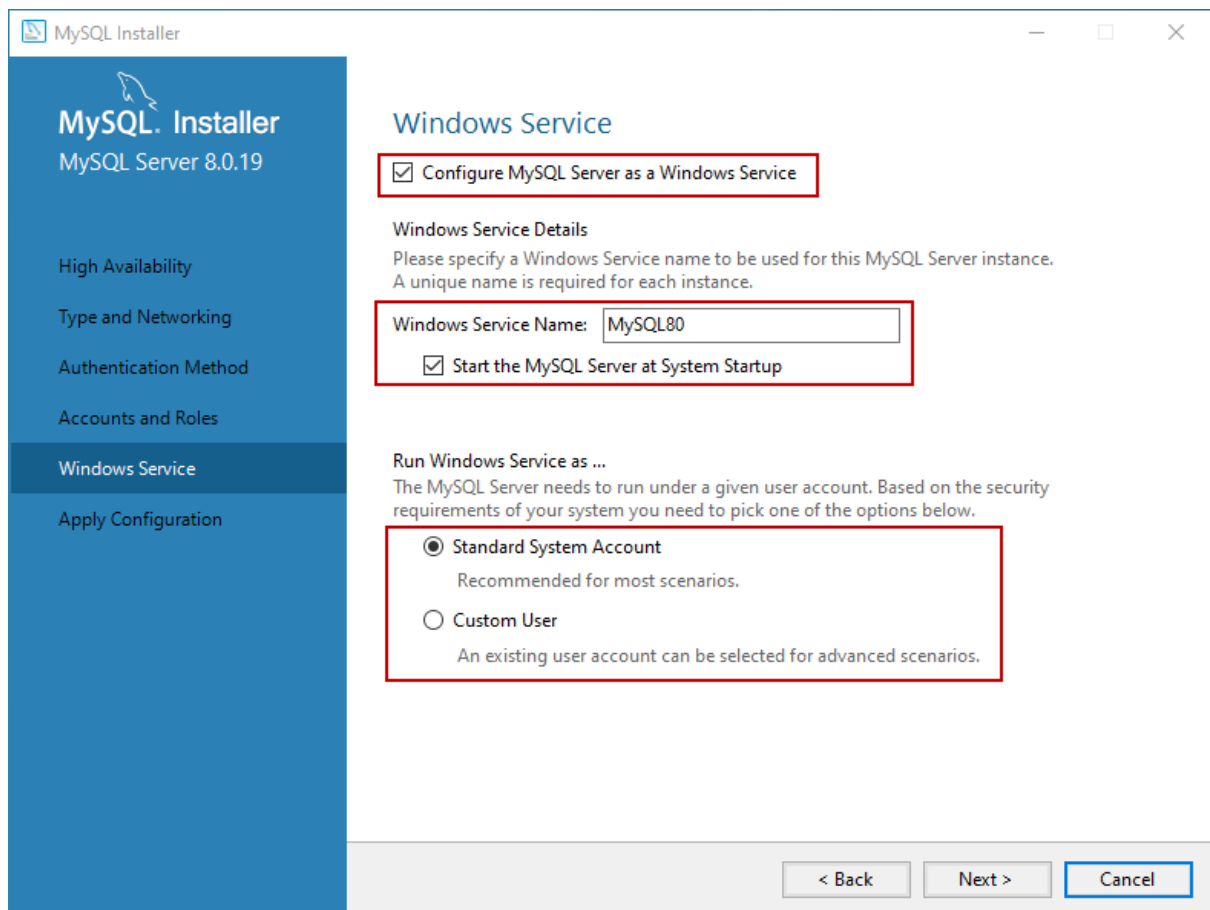 MySQL Installer
MySQL. Installer
MySQL Server 8.0.19
High Availability
Type and Networking
Authentication Method
Accounts and Roles
Windows Service
Apply Configuration
Windows Service
Configure MySQL Server as a Windows Service
Windows Service Details
Please specify a Windows Service name to be used for this MySQL Server instance.
A unique name is required for each instance.
Windows Service Name: MySQL80
Start the MySQL Server at System Startup
Run Windows Service as ...
The MySQL Server needs to run under a given user account. Based on the security
requirements of your system you need to pick one of the options below.
Standard System Account
Recommended for most scenarios.
Custom User
An existing user account can be selected for advanced scenarios.
< Back Next > Cancel